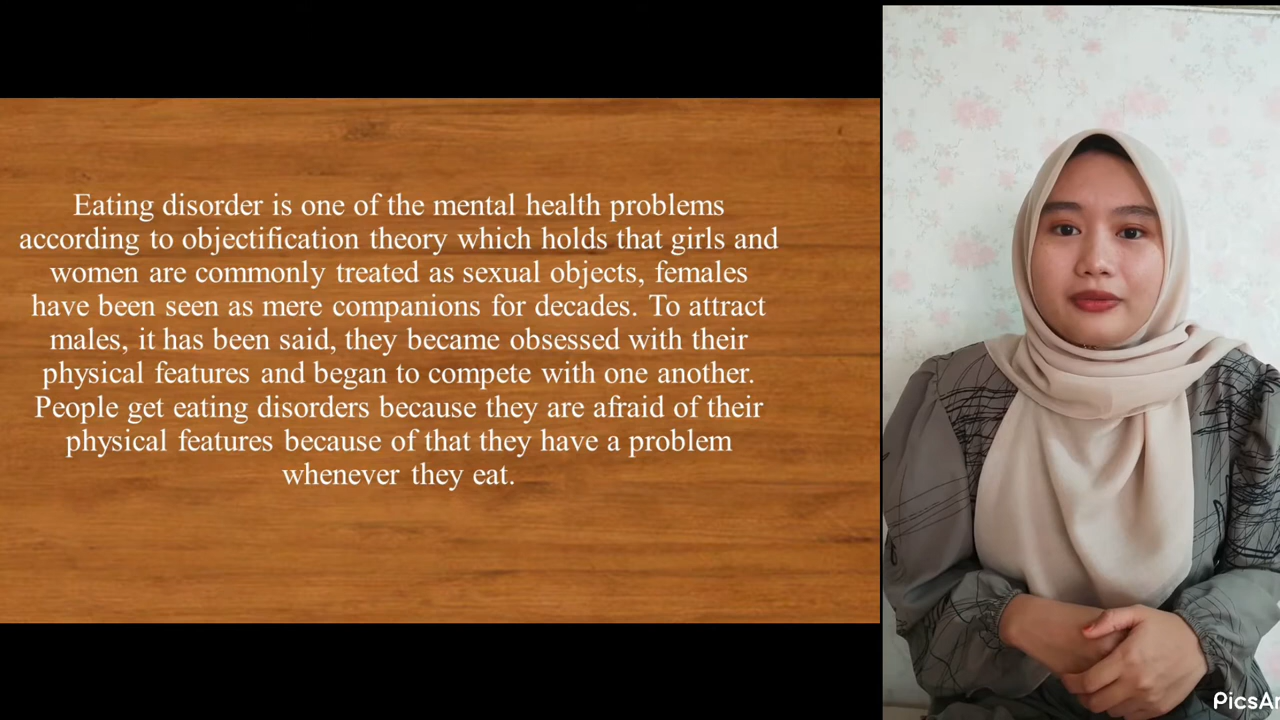 Eating disorder is one of the mental health problems
according to objectification theory which holds that girls and
women are commonly treated as sexual objects, females
have been seen as mere companions for decades. To attract
males, it has been said, they became obsessed with their
physical features and began to compete with one another.
People get eating disorders because they are afraid of their
physical features because of that they have a problem
whenever they eat.